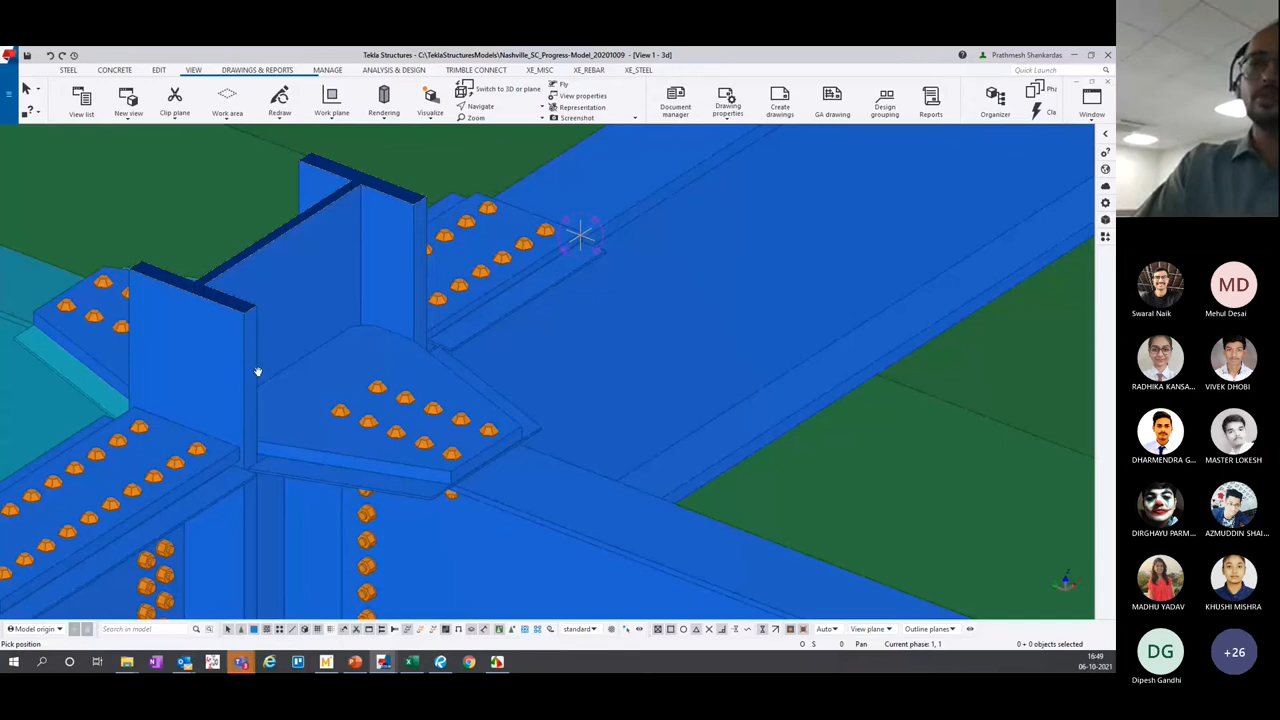 Tekla Structures - C:\TeklaStructuresModels\Nashville_SC_Progress-Model_20201009 - [View 1 - 3d]
Prathmesh Shankardas
STEEL CONCRETE EDIT VIEW DRAWINGS & REPORTS MANAGE ANALYSIS & DESIGN TRIMBLE CONNECT XE_MISC XE_REBAR XE_STEEL Quick Launch
View list
New view
Clip plane
Work area
Redraw
Work plane
Rendering
Visualize
Switch to 3D or plane
Navigate
Zoom
Fly
View properties
Representation
Screenshot
Document manager
Drawing properties
Create drawings
GA drawing
Design grouping
Reports
Organizer
Pha
Cla
Window
Model origin
Search in model
standard
Auto
View plane
Outline planes
Pick position
O S 0 Pan Current phase: 1, 1 0 + 0 objects selected
16:49
06-10-2021
Swaral Naik
MD
Mehul Desai
RADHIKA KANSA...
VIVEK DHOBI
DHARMENDRA G...
MASTER LOKESH
DIRGHAYU PARM...
AZMUDDIN SHAI...
MADHU YADAV
KHUSHI MISHRA
DG
Dipesh Gandhi
+26